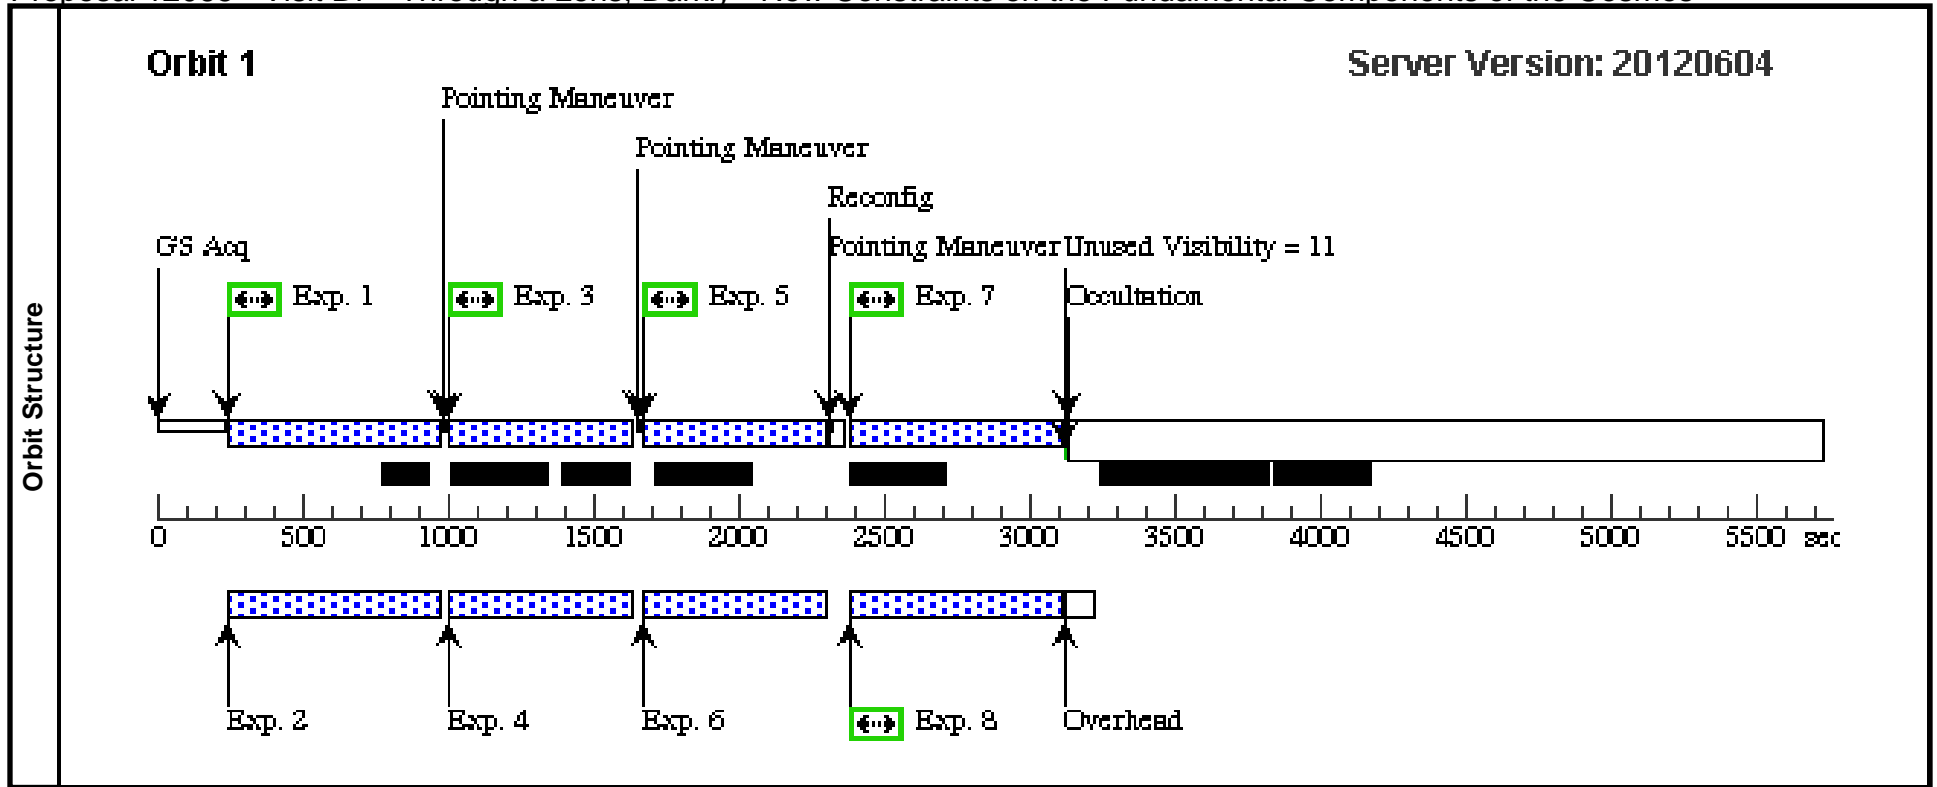 Orbit Structure
Orbit 1
Server Version: 20120604
Pointing Maneuver
Pointing Maneuver
Reconfig
GS Acq
Pointing Maneuver
Unused Visibility = 11
Exp. 1
Exp. 3
Exp. 5
Exp. 7
Occultation
0 500 1000 1500 2000 2500 3000 3500 4000 4500 5000 5500 sec
Exp. 2
Exp. 4
Exp. 6
Exp. 8
Overhead